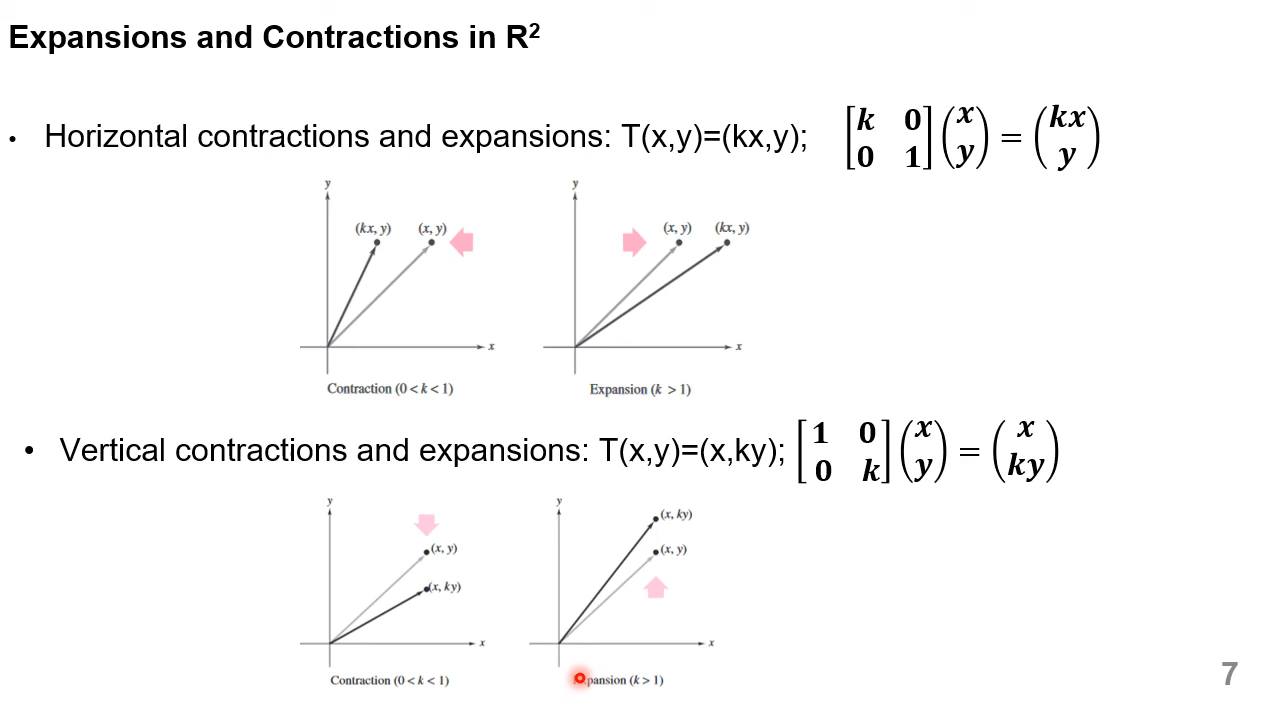 Expansions and Contractions in R²
• Horizontal contractions and expansions: T(x,y)=(kx,y); [k 0; 0 1] (x; y) = (kx; y)
y y
(kx, y) (x, y) (x, y) (kx, y)
x x
Contraction (0 < k < 1) Expansion (k > 1)
• Vertical contractions and expansions: T(x,y)=(x,ky); [1 0; 0 k] (x; y) = (x; ky)
y y
(x, ky)
(x, y) (x, y)
(x, ky)
x x
Contraction (0 < k < 1) pansion (k > 1)
7